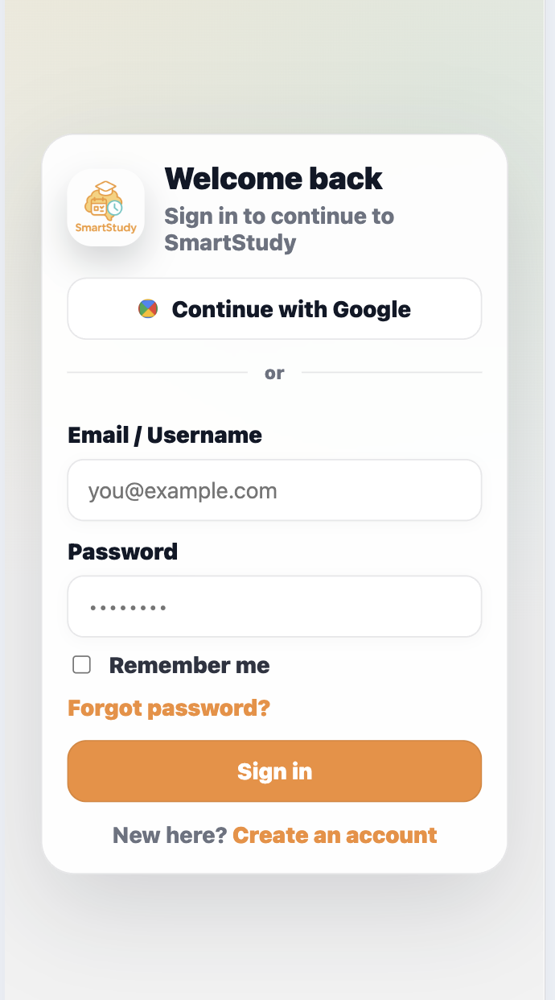 SmartStudy
Welcome back
Sign in to continue to
SmartStudy
Continue with Google
or
Email / Username
you@example.com
Password
••••••••
Remember me
Forgot password?
Sign in
New here? Create an account